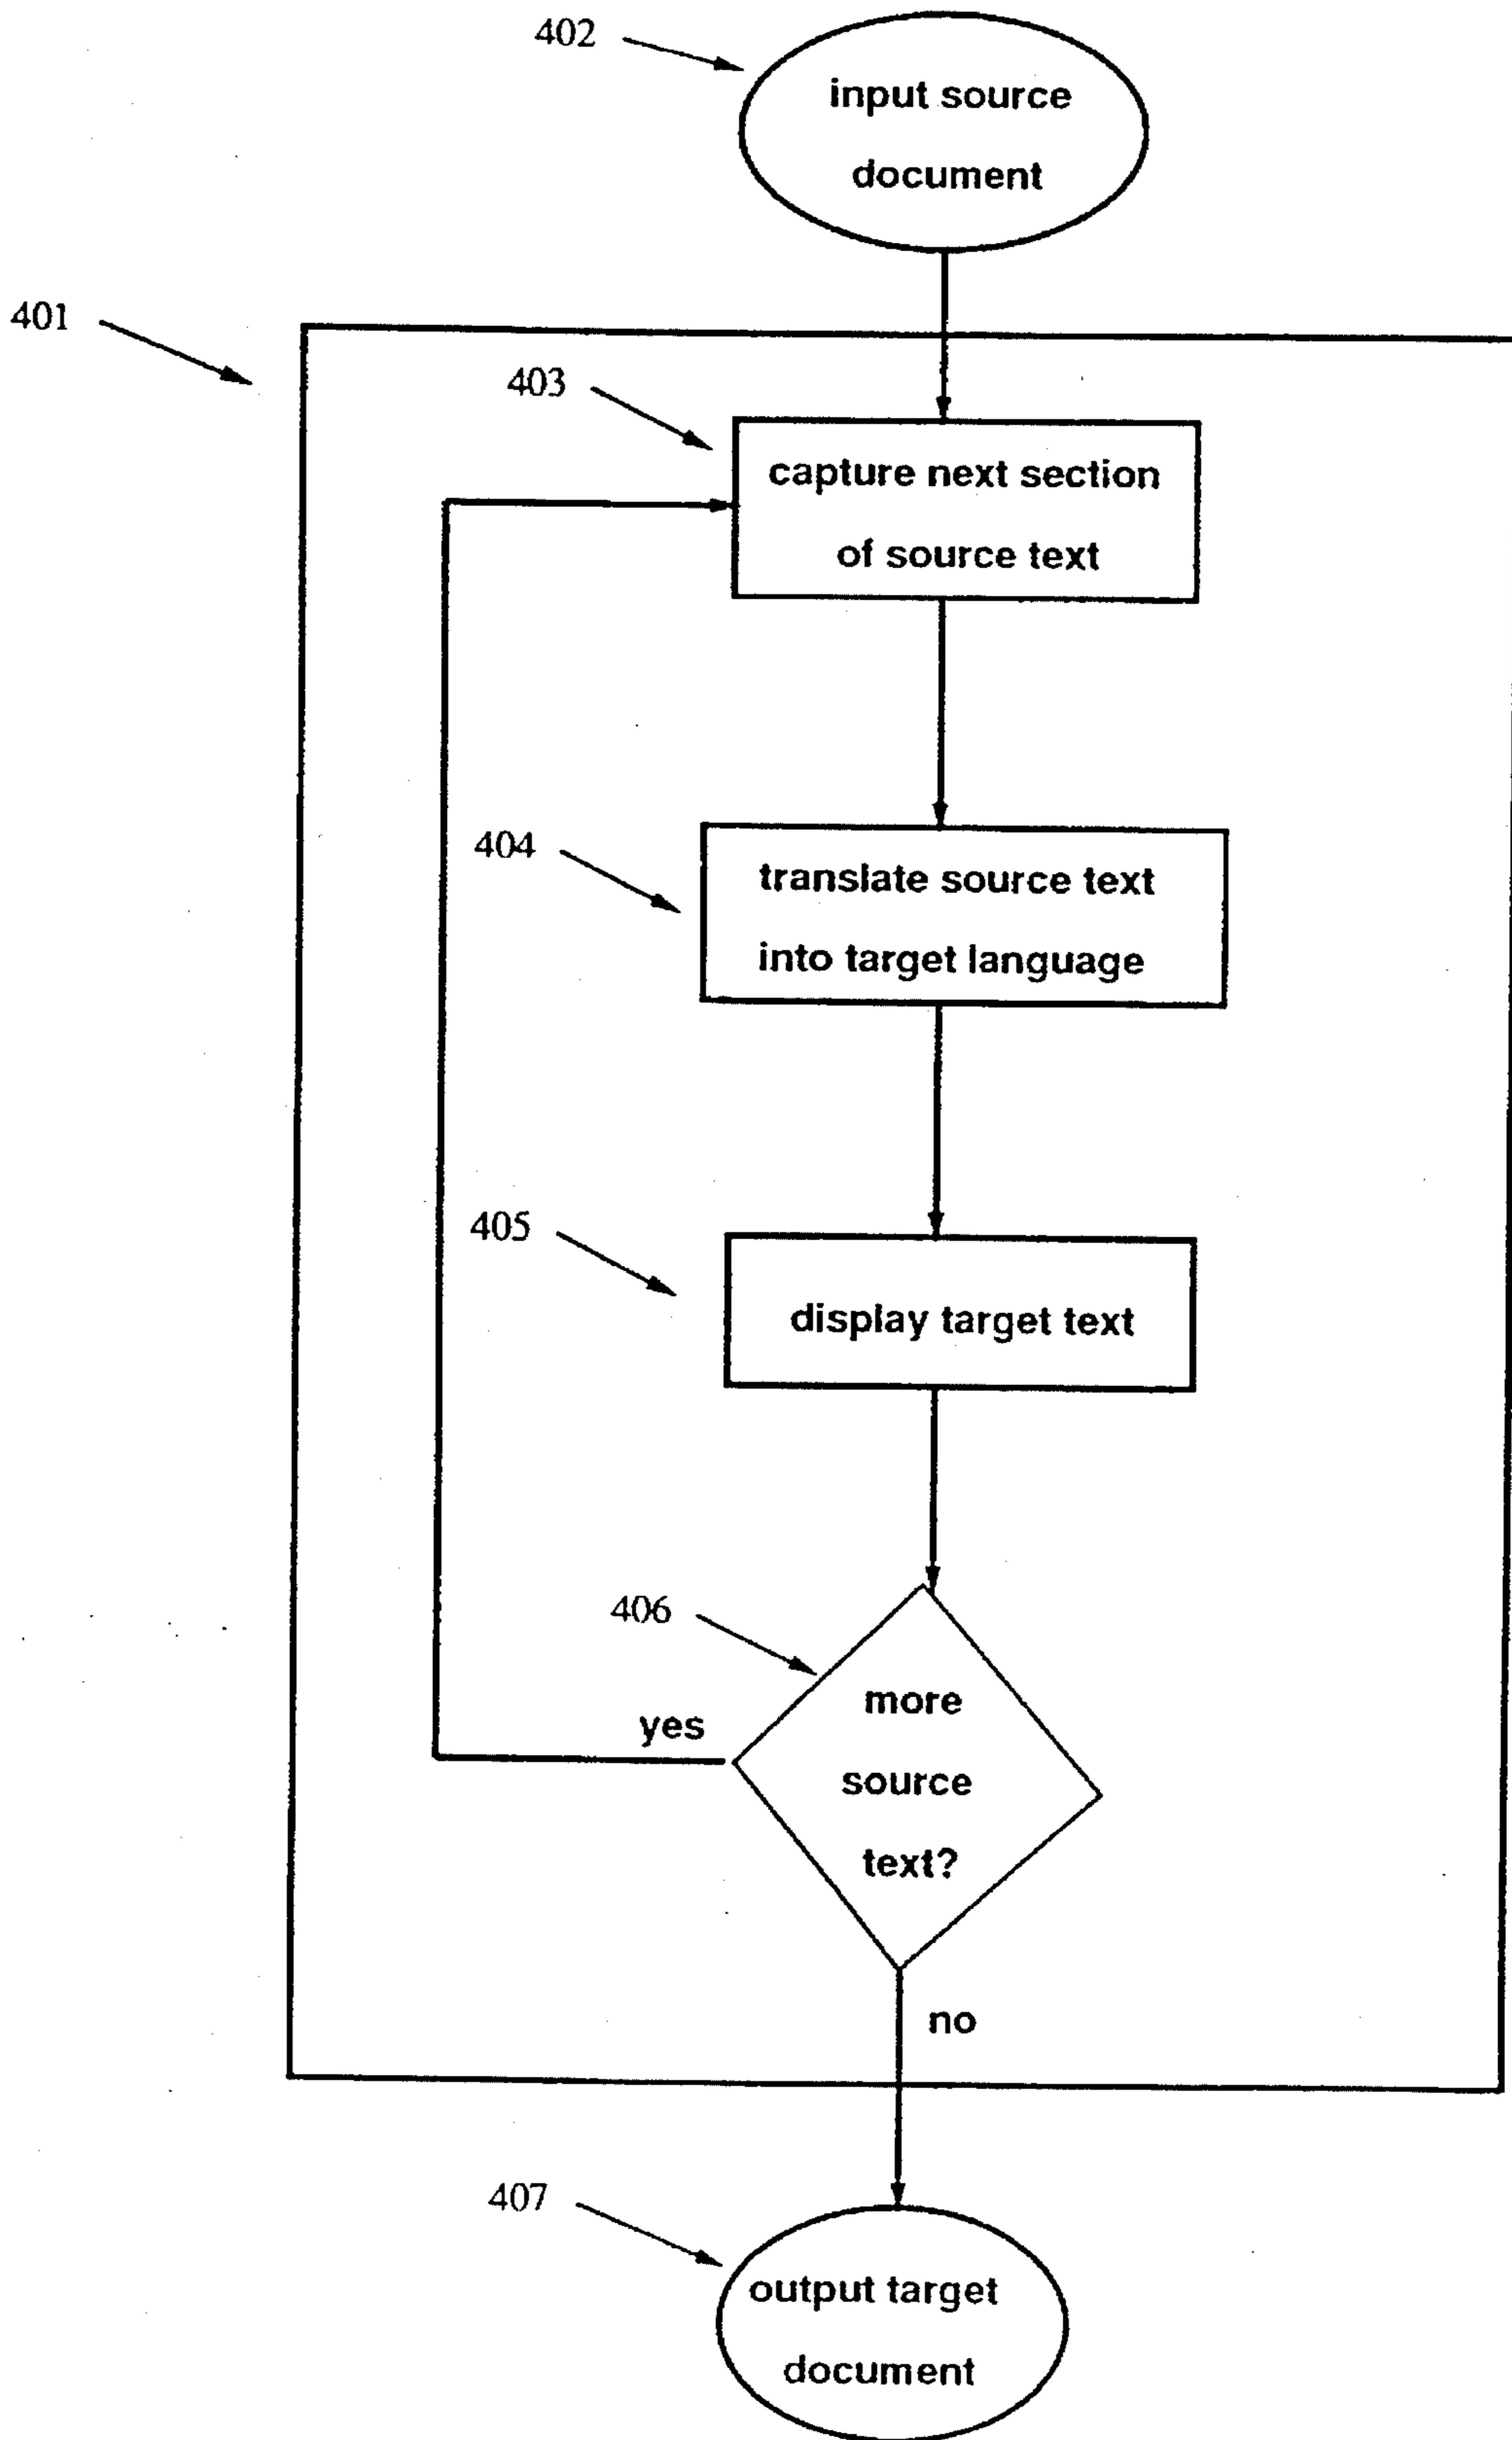 402
input source
document
401
403
capture next section
of source text
404
translate source text
into target language
405
display target text
406
more
yes
source
text?
no
407
output target
document